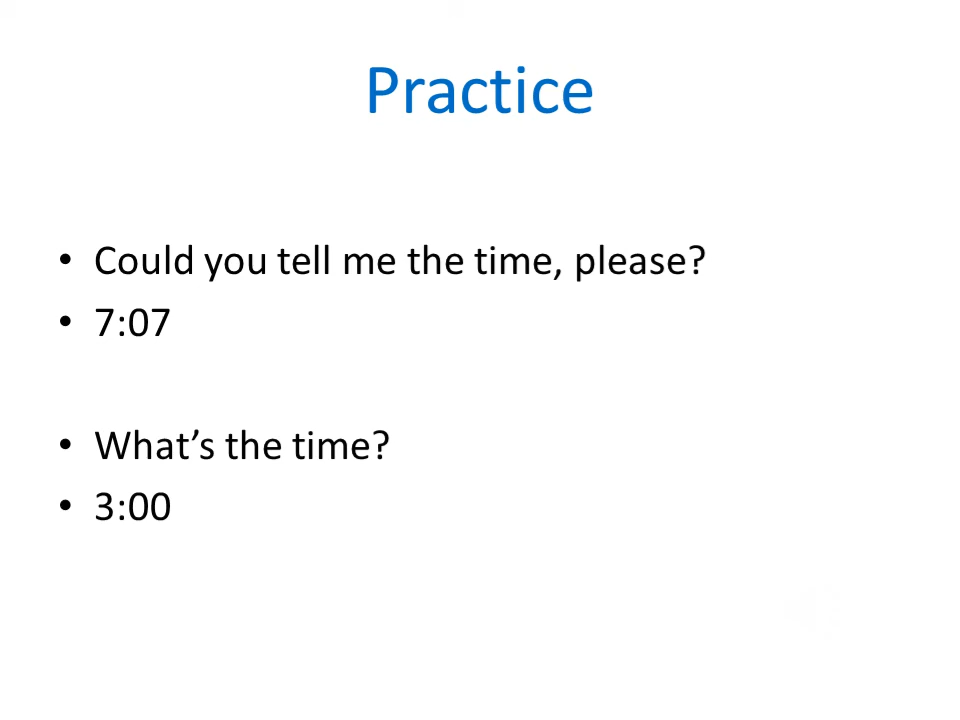 Practice
• Could you tell me the time, please?
• 7:07
• What’s the time?
• 3:00